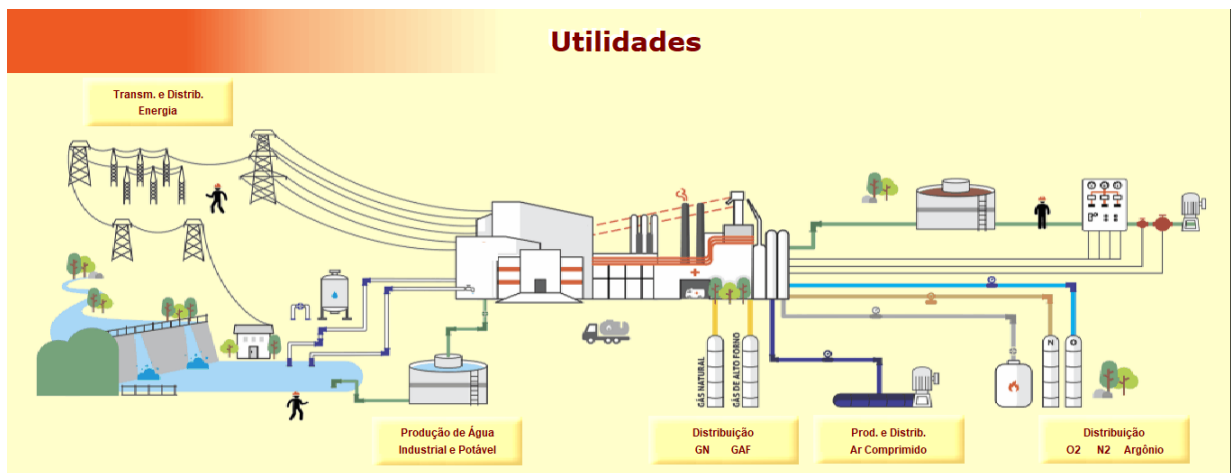 Utilidades
Transm. e Distrib.
Energia
GÁS NATURAL
GÁS DE ALTO FORNO
N
O
Produção de Água
Industrial e Potável
Distribuição
GN GAF
Prod. e Distrib.
Ar Comprimido
Distribuição
O2 N2 Argônio